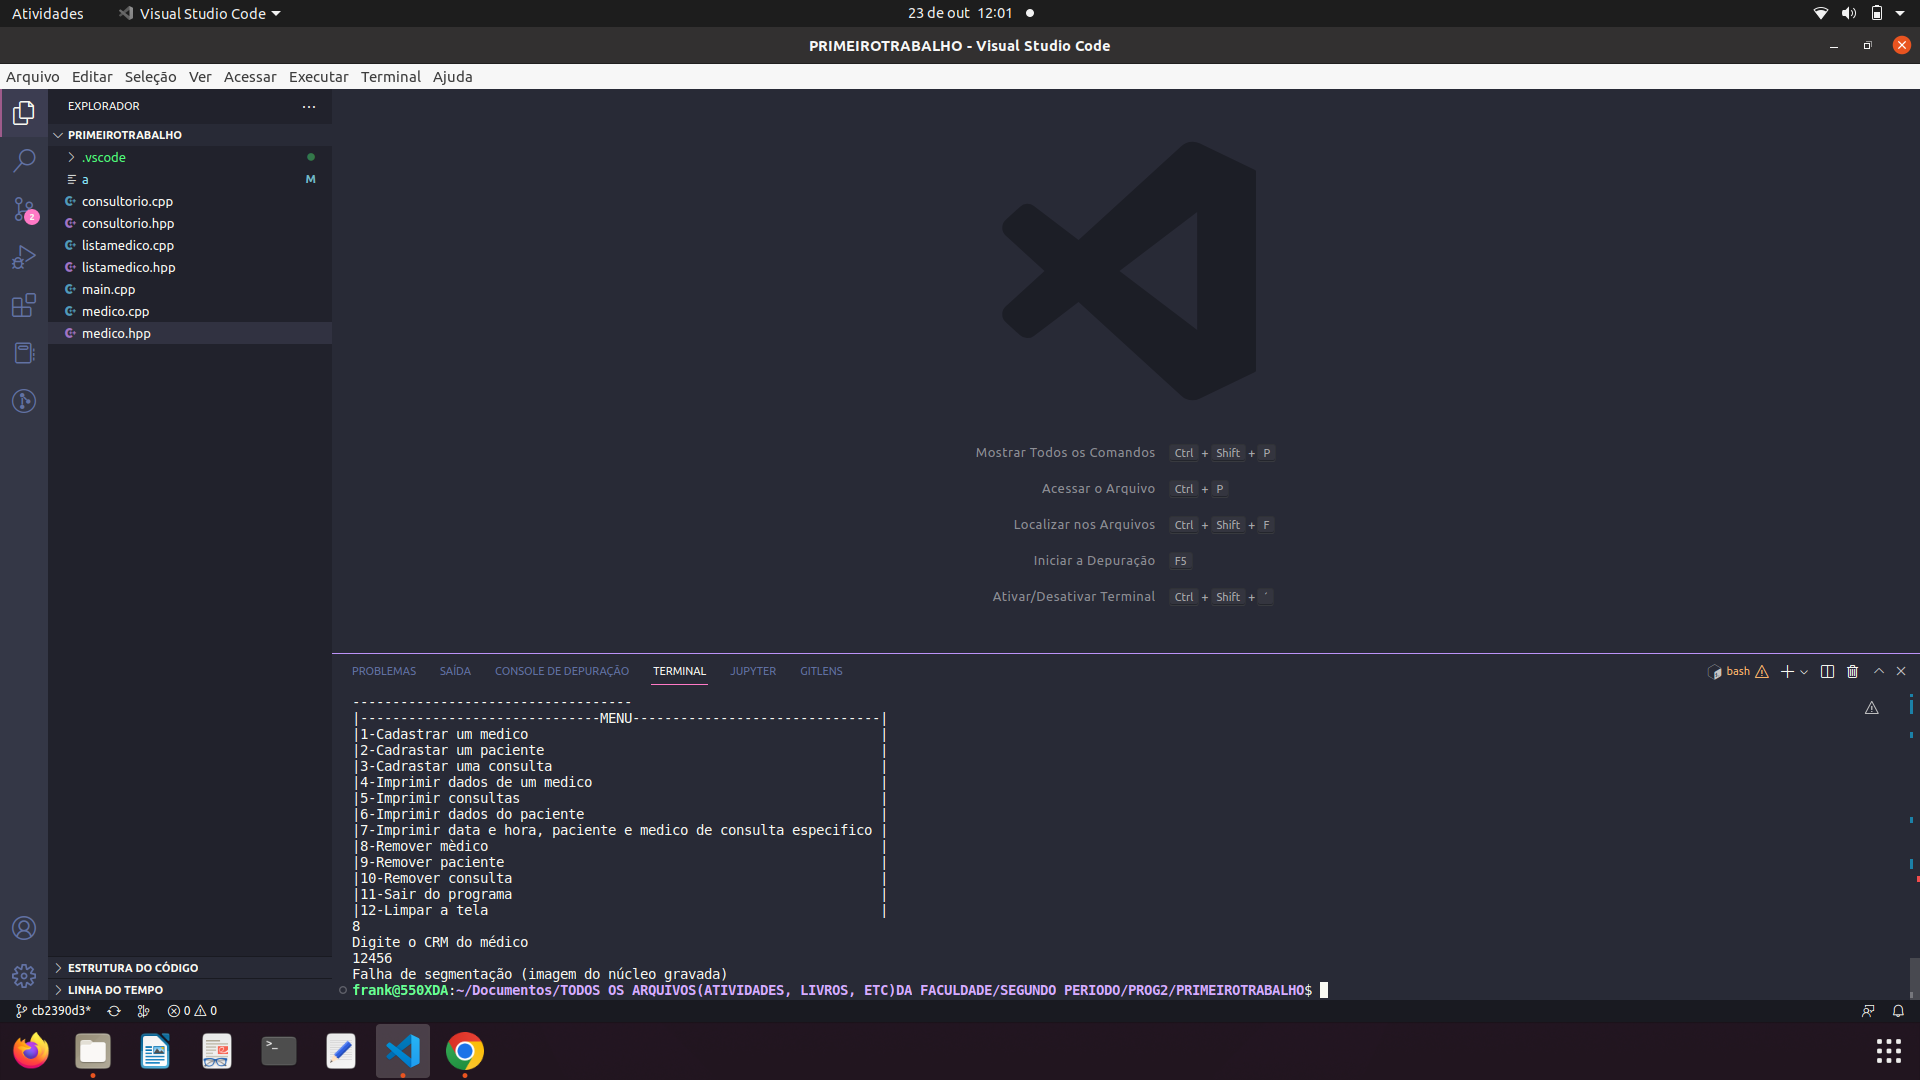 Atividades
Visual Studio Code
23 de out 12:01
PRIMEIROTRABALHO - Visual Studio Code
Arquivo Editar Seleção Ver Acessar Executar Terminal Ajuda
EXPLORADOR
PRIMEIROTRABALHO
.vscode
a M
consultorio.cpp
consultorio.hpp
2
listamedico.cpp
listamedico.hpp
main.cpp
medico.cpp
medico.hpp
Mostrar Todos os Comandos Ctrl + Shift + P
Acessar o Arquivo Ctrl + P
Localizar nos Arquivos Ctrl + Shift + F
Iniciar a Depuração F5
Ativar/Desativar Terminal Ctrl + Shift + ´
PROBLEMAS SAÍDA CONSOLE DE DEPURAÇÃO TERMINAL JUPYTER GITLENS
bash
-----------------------------------
|------------------------------MENU-------------------------------|
|1-Cadastrar um medico |
|2-Cadrastar um paciente |
|3-Cadrastar uma consulta |
|4-Imprimir dados de um medico |
|5-Imprimir consultas |
|6-Imprimir dados do paciente |
|7-Imprimir data e hora, paciente e medico de consulta especifico |
|8-Remover mèdico |
|9-Remover paciente |
|10-Remover consulta |
|11-Sair do programa |
|12-Limpar a tela |
8
Digite o CRM do médico
12456
Falha de segmentação (imagem do núcleo gravada)
frank@550XDA:~/Documentos/TODOS OS ARQUIVOS(ATIVIDADES, LIVROS, ETC)DA FACULDADE/SEGUNDO PERIODO/PROG2/PRIMEIROTRABALHO$
ESTRUTURA DO CÓDIGO
LINHA DO TEMPO
cb2390d3* 0 0